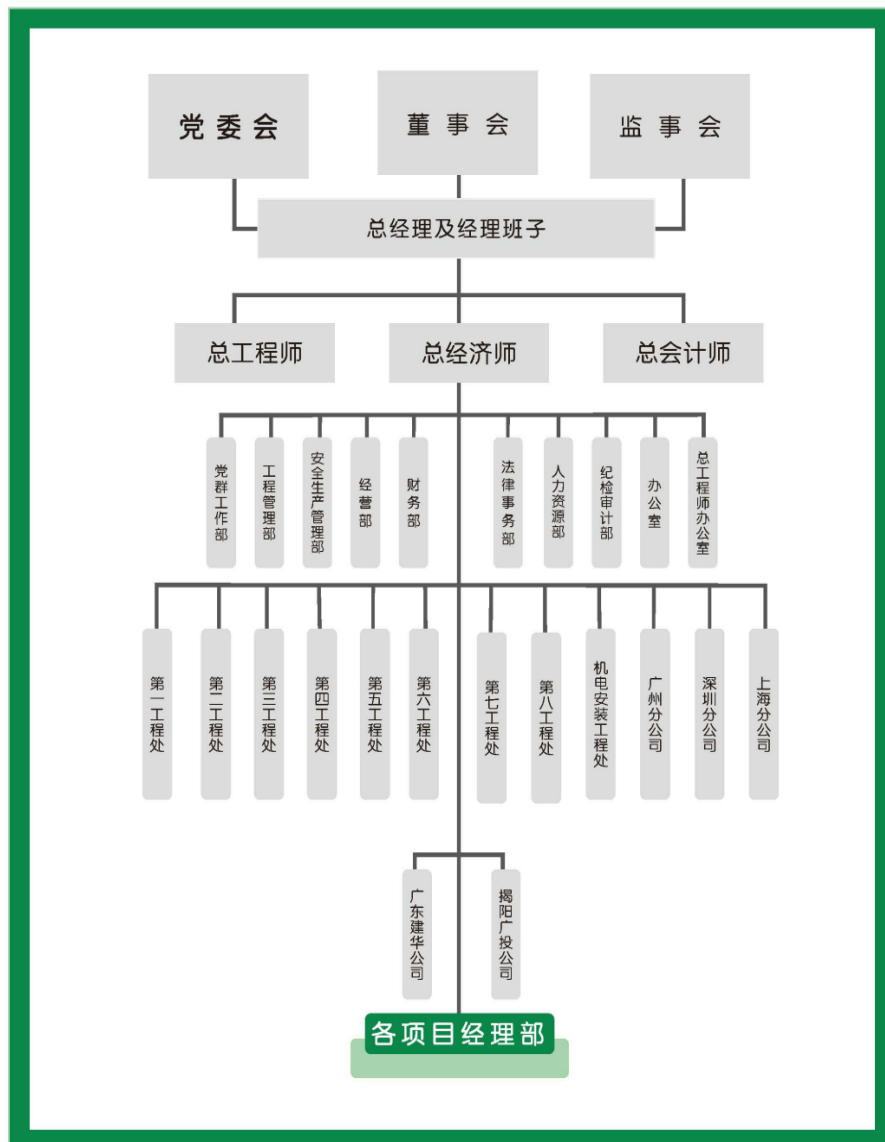 党委会
董事会
监事会
总经理及经理班子
总工程师
总经济师
总会计师
党群工作部
工程管理部
安全生产管理部
经营部
财务部
法律事务部
人力资源部
纪检审计部
办公室
总工程师办公室
第一工程处
第二工程处
第三工程处
第四工程处
第五工程处
第六工程处
第七工程处
第八工程处
机电安装工程处
广州分公司
深圳分公司
上海分公司
广东建华公司
揭阳广投公司
各项目经理部